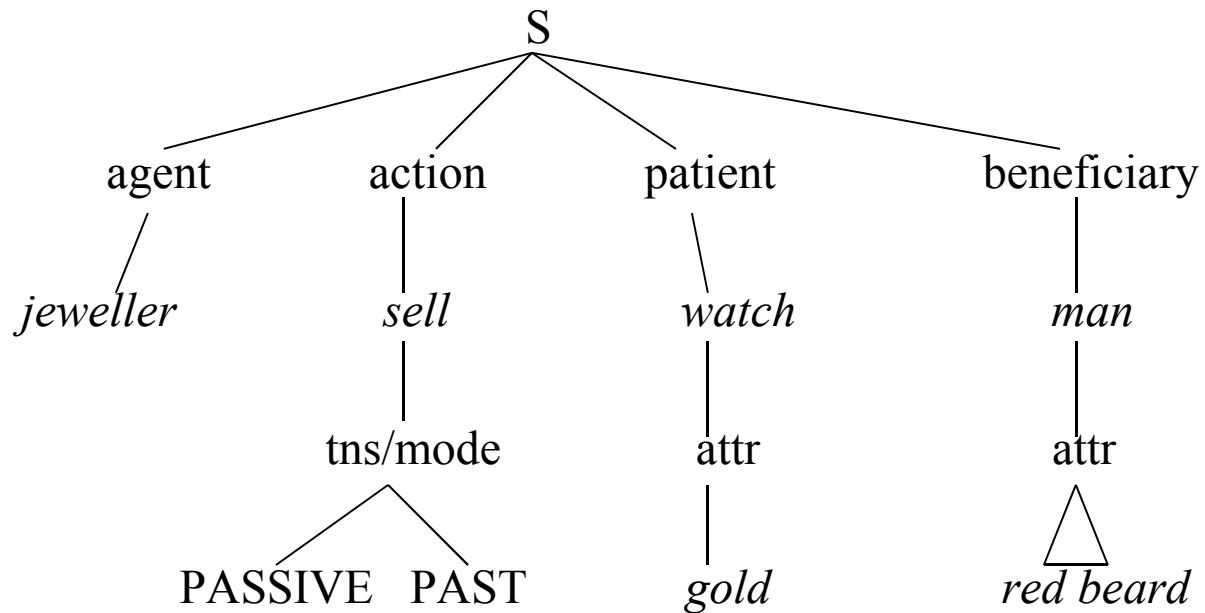 S
agent action patient beneficiary
jeweller sell watch man
tns/mode attr attr
PASSIVE PAST gold red beard